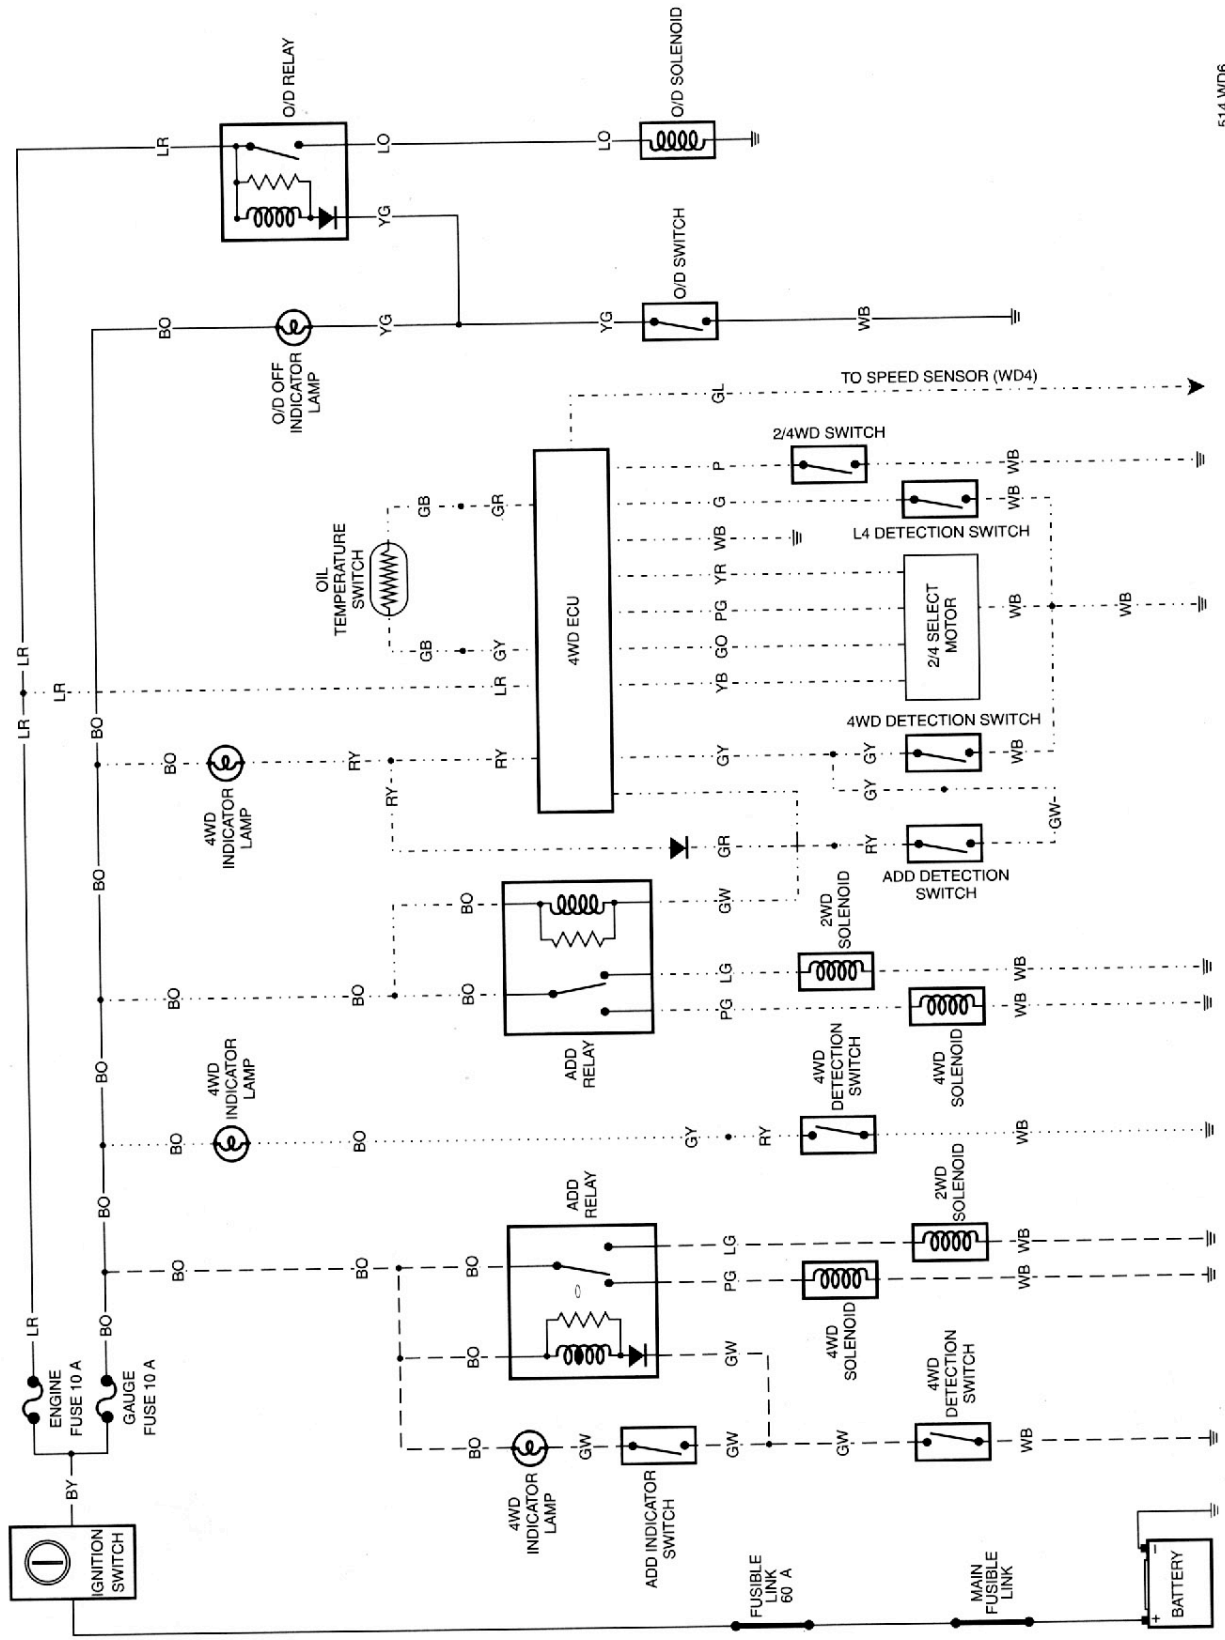 IGNITION
SWITCH
BY
ENGINE
FUSE 10 A
GAUGE
FUSE 10 A
LR
LR
LR
LR
LR
BO
BO
BO
BO
BO
FUSIBLE
LINK
60 A
MAIN
FUSIBLE
LINK
BATTERY
+
-
BO
4WD
INDICATOR
LAMP
GW
ADD INDICATOR
SWITCH
GW
GW
4WD
DETECTION
SWITCH
WB
BO
BO
BO
BO
ADD
RELAY
GW
PG
4WD
SOLENOID
WB
LG
2WD
SOLENOID
WB
BO
4WD
INDICATOR
LAMP
BO
GY
RY
4WD
DETECTION
SWITCH
WB
BO
BO
BO
BO
ADD
RELAY
PG
4WD
SOLENOID
WB
LG
2WD
SOLENOID
WB
GW
BO
4WD
INDICATOR
LAMP
RY
RY
RY
GR
RY
ADD DETECTION
SWITCH
GW
GY
GY
GY
4WD DETECTION SWITCH
WB
LR
GY
GB
OIL
TEMPERATURE
SWITCH
GB
GR
4WD ECU
YB
GO
PG
YR
2/4 SELECT
MOTOR
WB
WB
WB
G
L4 DETECTION SWITCH
WB
P
2/4WD SWITCH
WB
GL
TO SPEED SENSOR (WD4)
BO
O/D OFF
INDICATOR
LAMP
YG
YG
O/D SWITCH
WB
LR
O/D RELAY
YG
LO
LO
O/D SOLENOID
514 WD6